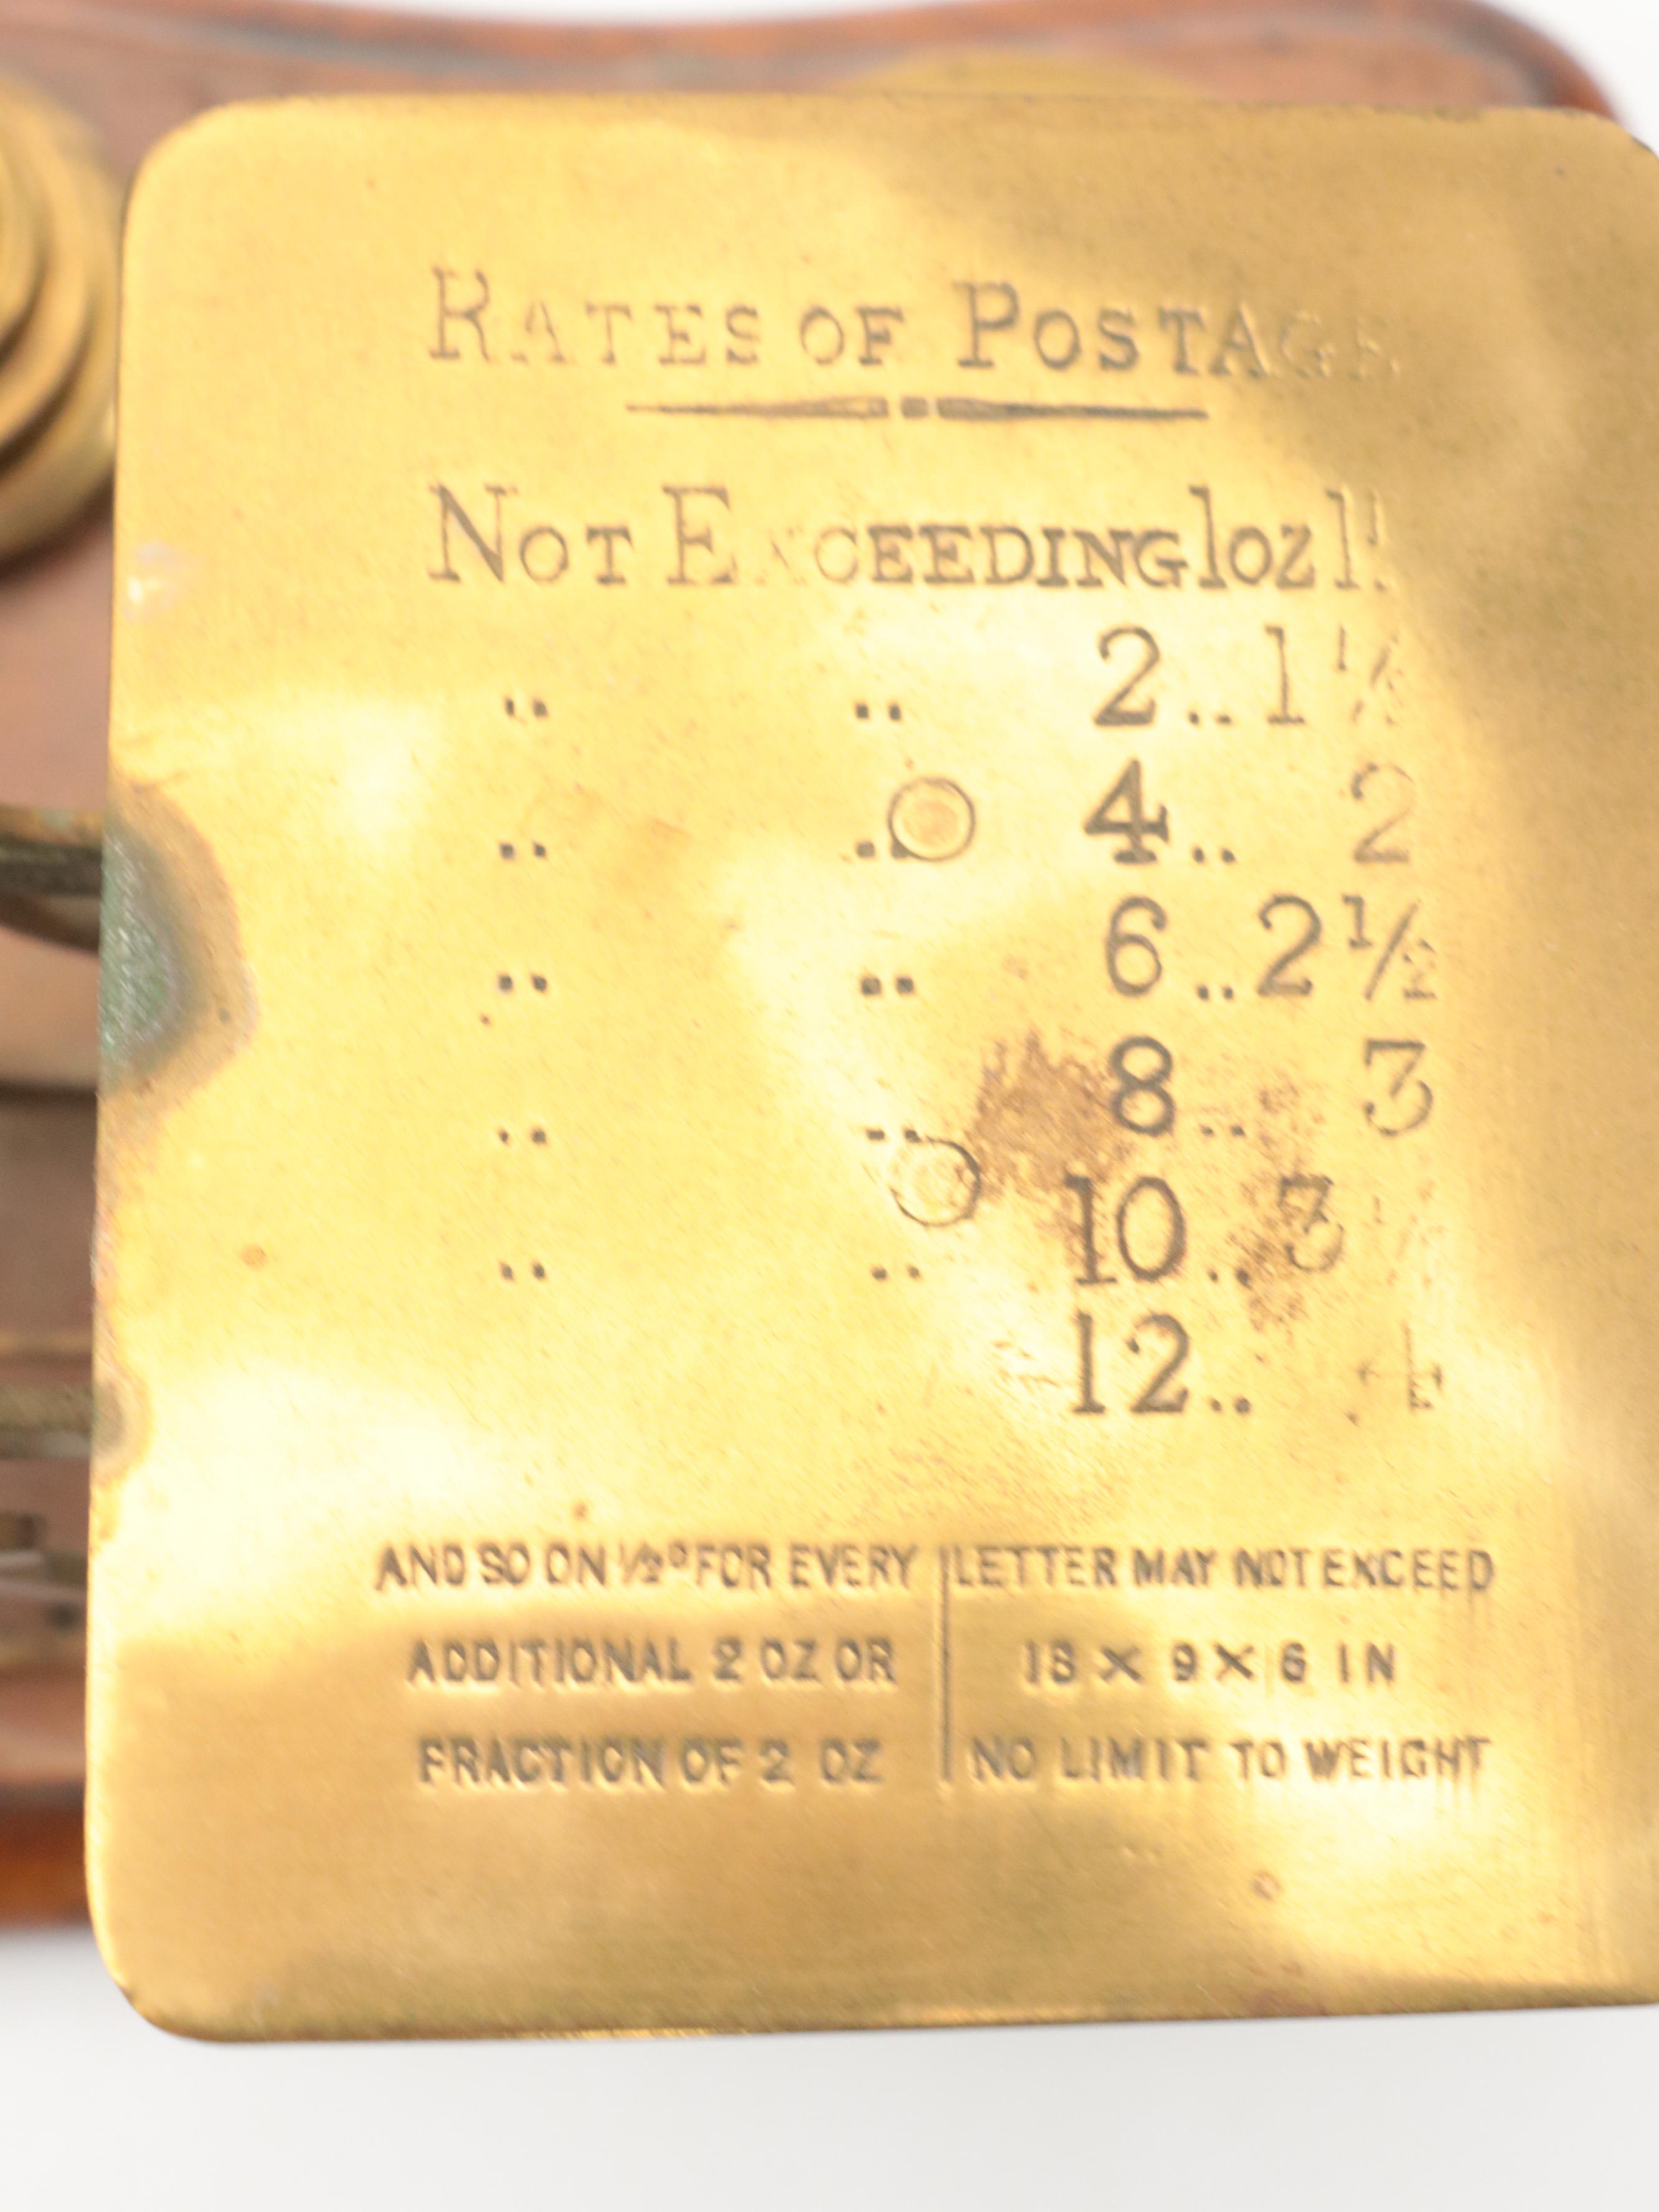 RATES OF POSTAGE
NOT EXCEEDING 1 OZ 1D
" " 2 .. 1½
" " 4 .. 2
" " 6 .. 2½
" " 8 .. 3
" " 10 .. 3½
12 .. 4
AND SO ON ½D FOR EVERY
ADDITIONAL 2 OZ OR
FRACTION OF 2 OZ
LETTER MAY NOT EXCEED
18 × 9 × 6 IN
NO LIMIT TO WEIGHT